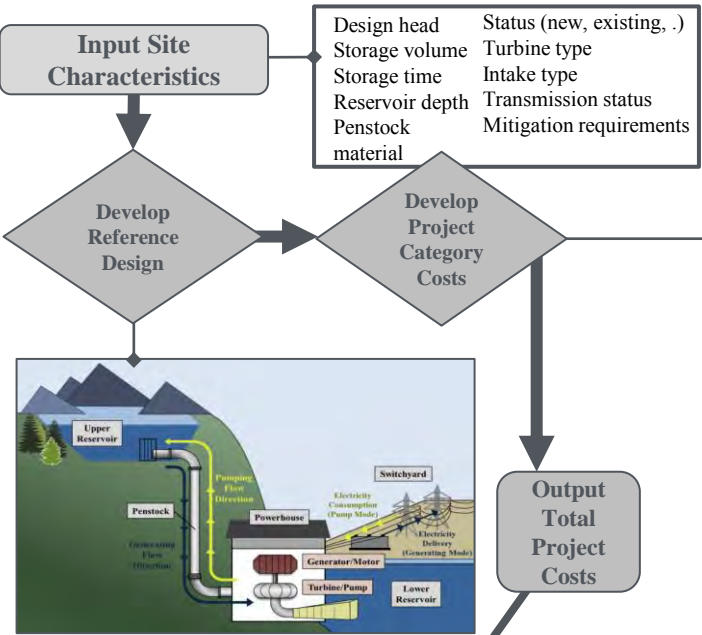 Input Site
Characteristics
Design head
Storage volume
Storage time
Reservoir depth
Penstock
material
Status (new, existing, .)
Turbine type
Intake type
Transmission status
Mitigation requirements
Develop
Reference
Design
Develop
Project
Category
Costs
Upper
Reservoir
Pumping
Flow
Direction
Penstock
Generating
Flow
Direction
Powerhouse
Switchyard
Electricity
Consumption
(Pump Mode)
Electricity
Delivery
(Generating Mode)
Generator/Motor
Turbine/Pump
Lower
Reservoir
Output
Total
Project
Costs